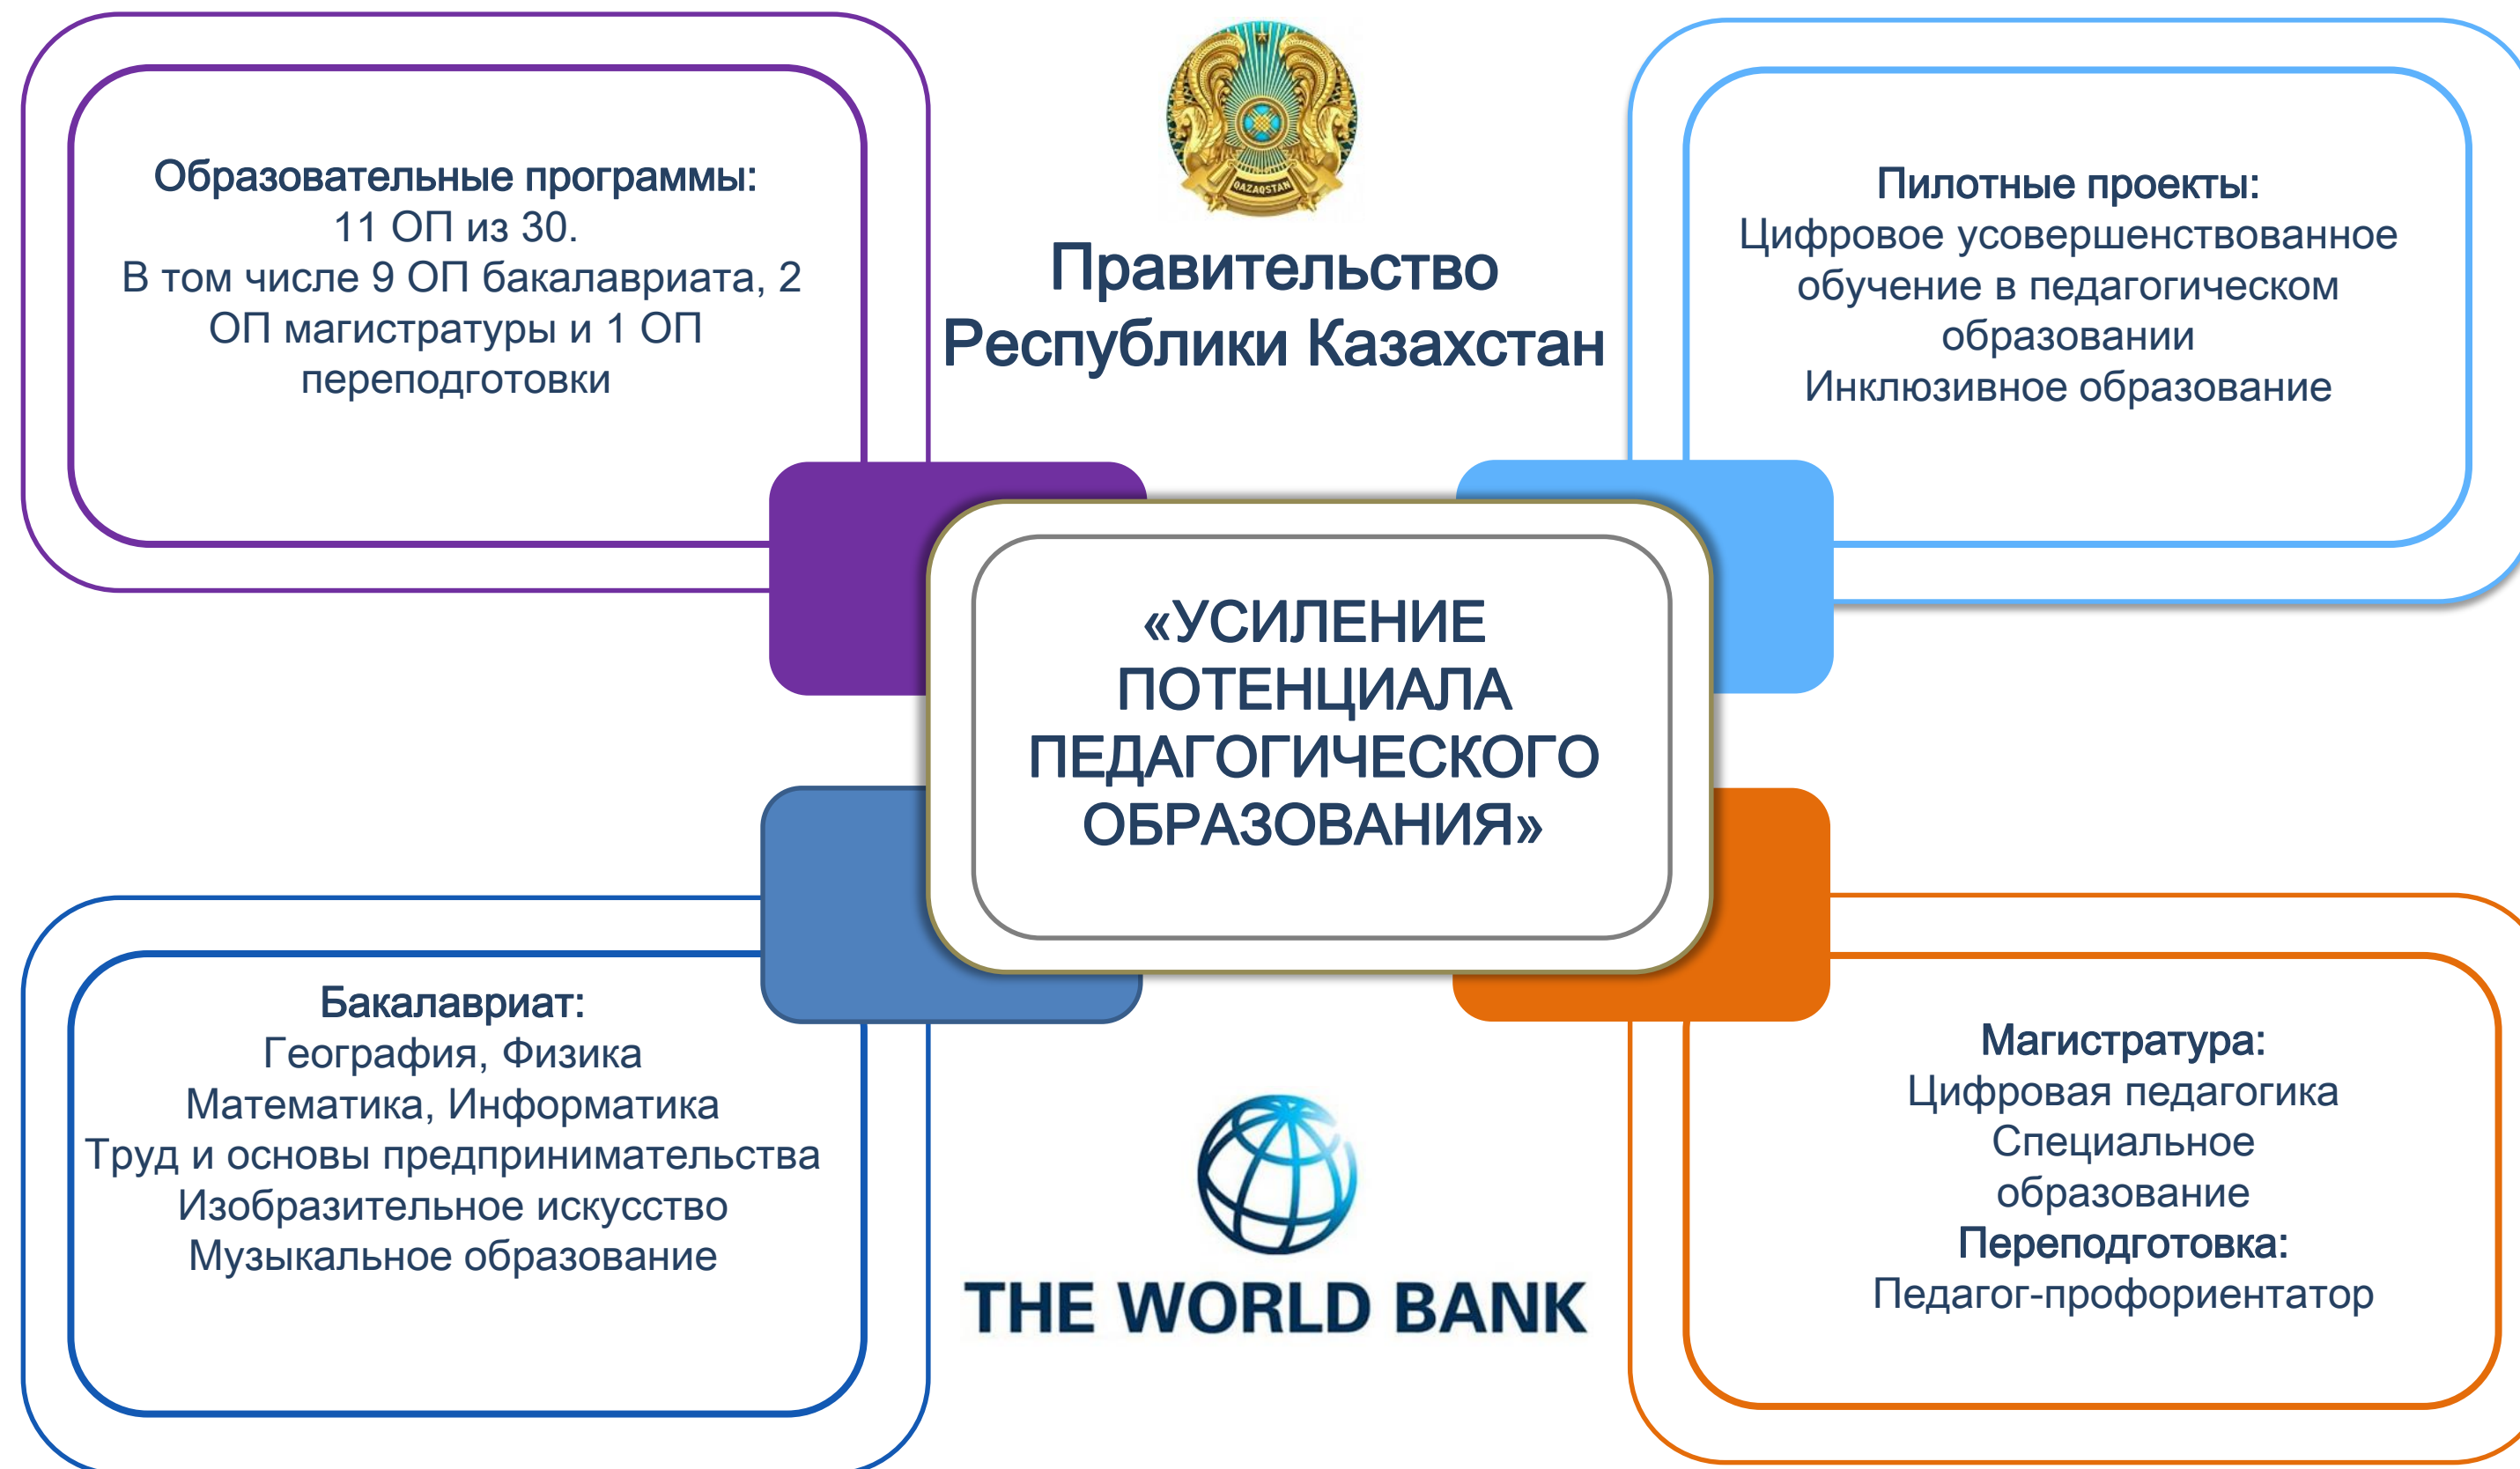 Образовательные программы:
11 ОП из 30.
В том числе 9 ОП бакалавриата, 2
ОП магистратуры и 1 ОП
переподготовки
QAZAQSTAN
Правительство
Республики Казахстан
Пилотные проекты:
Цифровое усовершенствованное
обучение в педагогическом
образовании
Инклюзивное образование
«УСИЛЕНИЕ
ПОТЕНЦИАЛА
ПЕДАГОГИЧЕСКОГО
ОБРАЗОВАНИЯ»
Бакалавриат:
География, Физика
Математика, Информатика
Труд и основы предпринимательства
Изобразительное искусство
Музыкальное образование
THE WORLD BANK
Магистратура:
Цифровая педагогика
Специальное
образование
Переподготовка:
Педагог-профориентатор